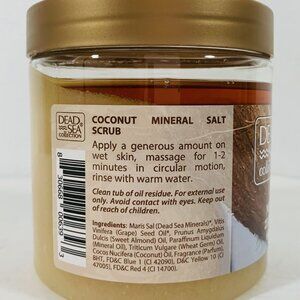 DEAD
SEA
COLLECTION
COCONUT MINERAL SALT
SCRUB
Apply a generous amount on
wet skin, massage for 1-2
minutes in circular motion,
rinse with warm water.
Clean tub of oil residue. For external use
only. Avoid contact with eyes. Keep out
of reach of children.
Ingredients: Maris Sal (Dead Sea Minerals)*, Vitis
Vinifera (Grape) Seed Oil*, Prunus Amygdalus
Dulcis (Sweet Almond) Oil, Paraffinum Liquidium
(Mineral Oil), Triticum Vulgare (Wheat Germ) Oil,
Cocos Nucifera (Coconut) Oil, Fragrance (Parfum),
BHT, FD&C Blue 1 (CI 42090), D&C Yellow 10 (CI
47005), FD&C Red 4 (CI 14700).